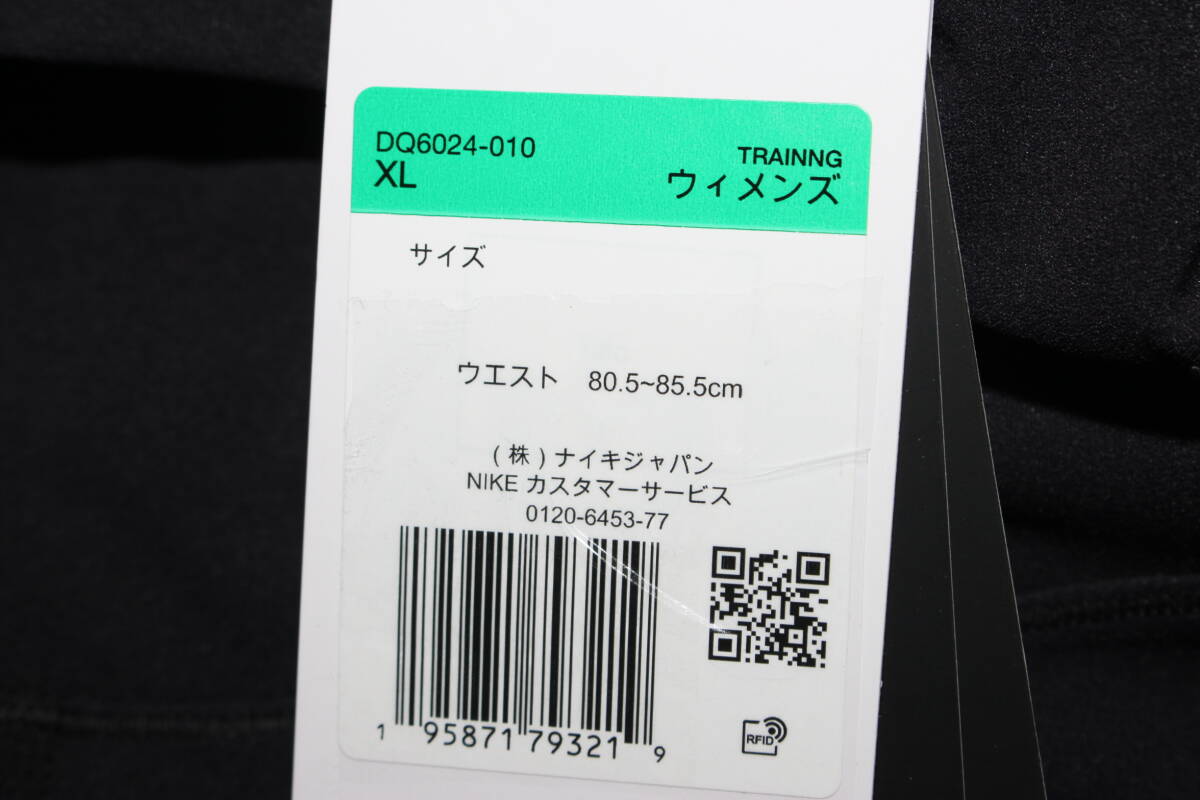 DQ6024-010
XL
TRAINNG
ウィメンズ
サイズ
ウエスト 80.5~85.5cm
(株)ナイキジャパン
NIKE カスタマーサービス
0120-6453-77
1 95871 79321 9
RFID